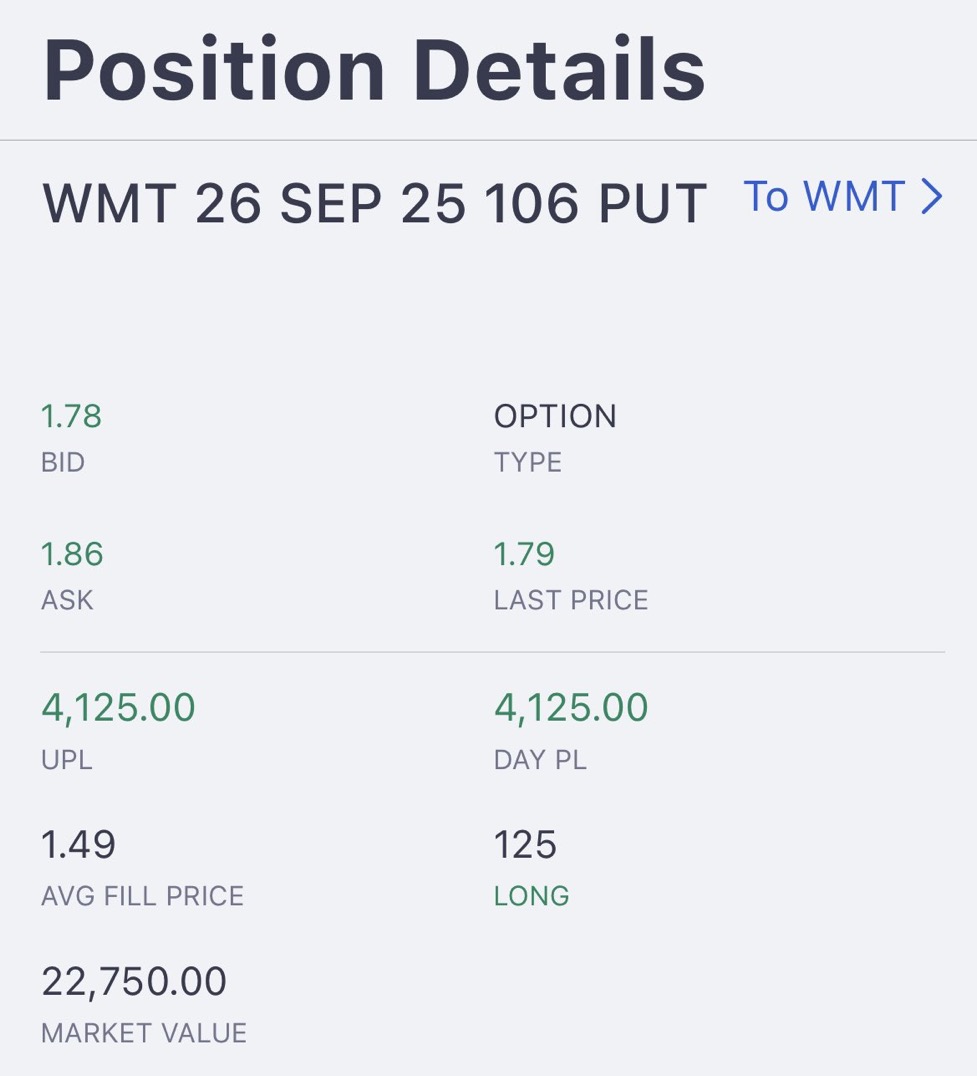 Position Details
WMT 26 SEP 25 106 PUT To WMT >
1.78 OPTION
BID TYPE
1.86 1.79
ASK LAST PRICE
4,125.00 4,125.00
UPL DAY PL
1.49 125
AVG FILL PRICE LONG
22,750.00
MARKET VALUE